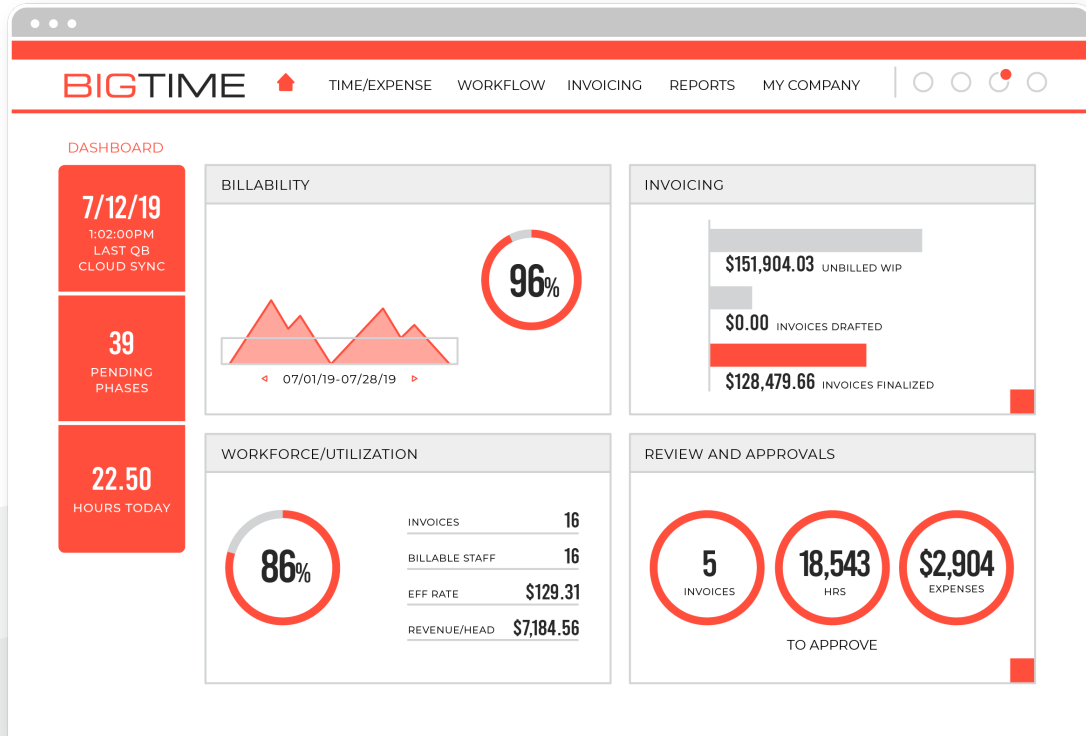 BIGTIME
TIME/EXPENSE WORKFLOW INVOICING REPORTS MY COMPANY
DASHBOARD
7/12/19
1:02:00PM
LAST QB
CLOUD SYNC
39
PENDING
PHASES
22.50
HOURS TODAY
BILLABILITY
96%
07/01/19-07/28/19
INVOICING
$151,904.03 UNBILLED WIP
$0.00 INVOICES DRAFTED
$128,479.66 INVOICES FINALIZED
WORKFORCE/UTILIZATION
86%
INVOICES 16
BILLABLE STAFF 16
EFF RATE $129.31
REVENUE/HEAD $7,184.56
REVIEW AND APPROVALS
5
INVOICES
18,543
HRS
$2,904
EXPENSES
TO APPROVE